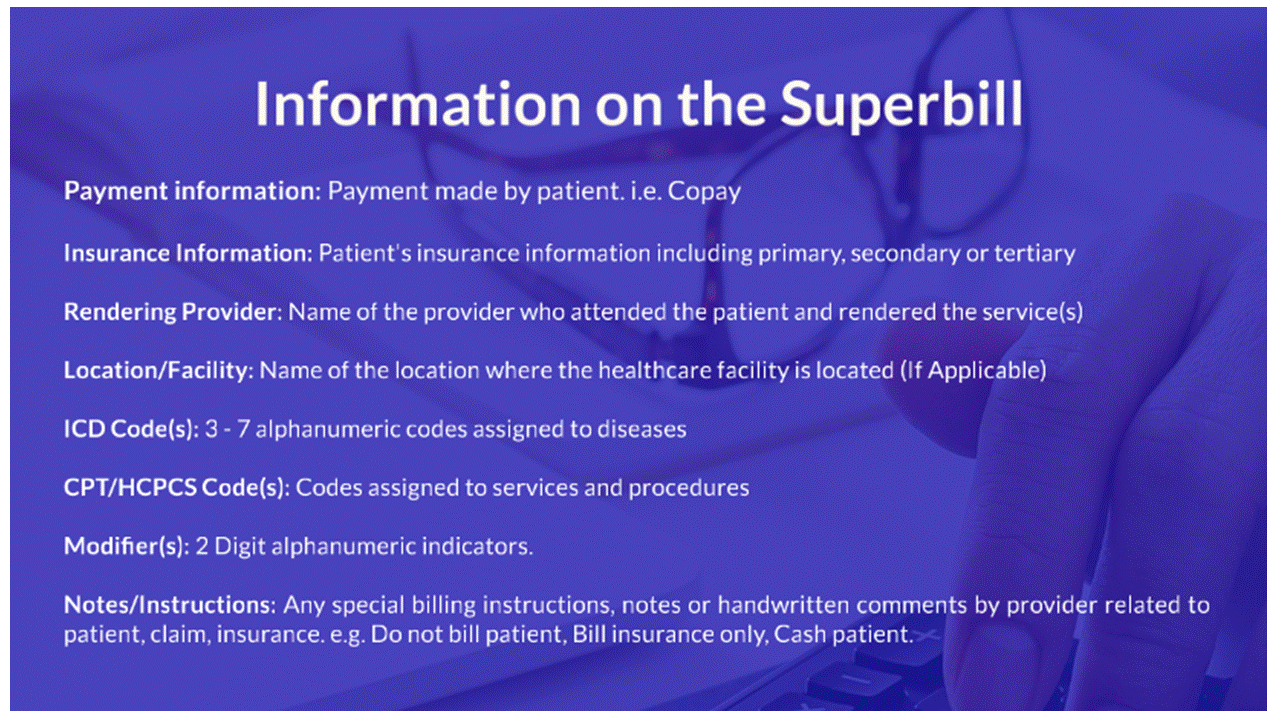 Information on the Superbill
Payment information: Payment made by patient. i.e. Copay
Insurance Information: Patient's insurance information including primary, secondary or tertiary
Rendering Provider: Name of the provider who attended the patient and rendered the service(s)
Location/Facility: Name of the location where the healthcare facility is located (If Applicable)
ICD Code(s): 3 - 7 alphanumeric codes assigned to diseases
CPT/HCPCS Code(s): Codes assigned to services and procedures
Modifier(s): 2 Digit alphanumeric indicators.
Notes/Instructions: Any special billing instructions, notes or handwritten comments by provider related to
patient, claim, insurance. e.g. Do not bill patient, Bill insurance only, Cash patient.